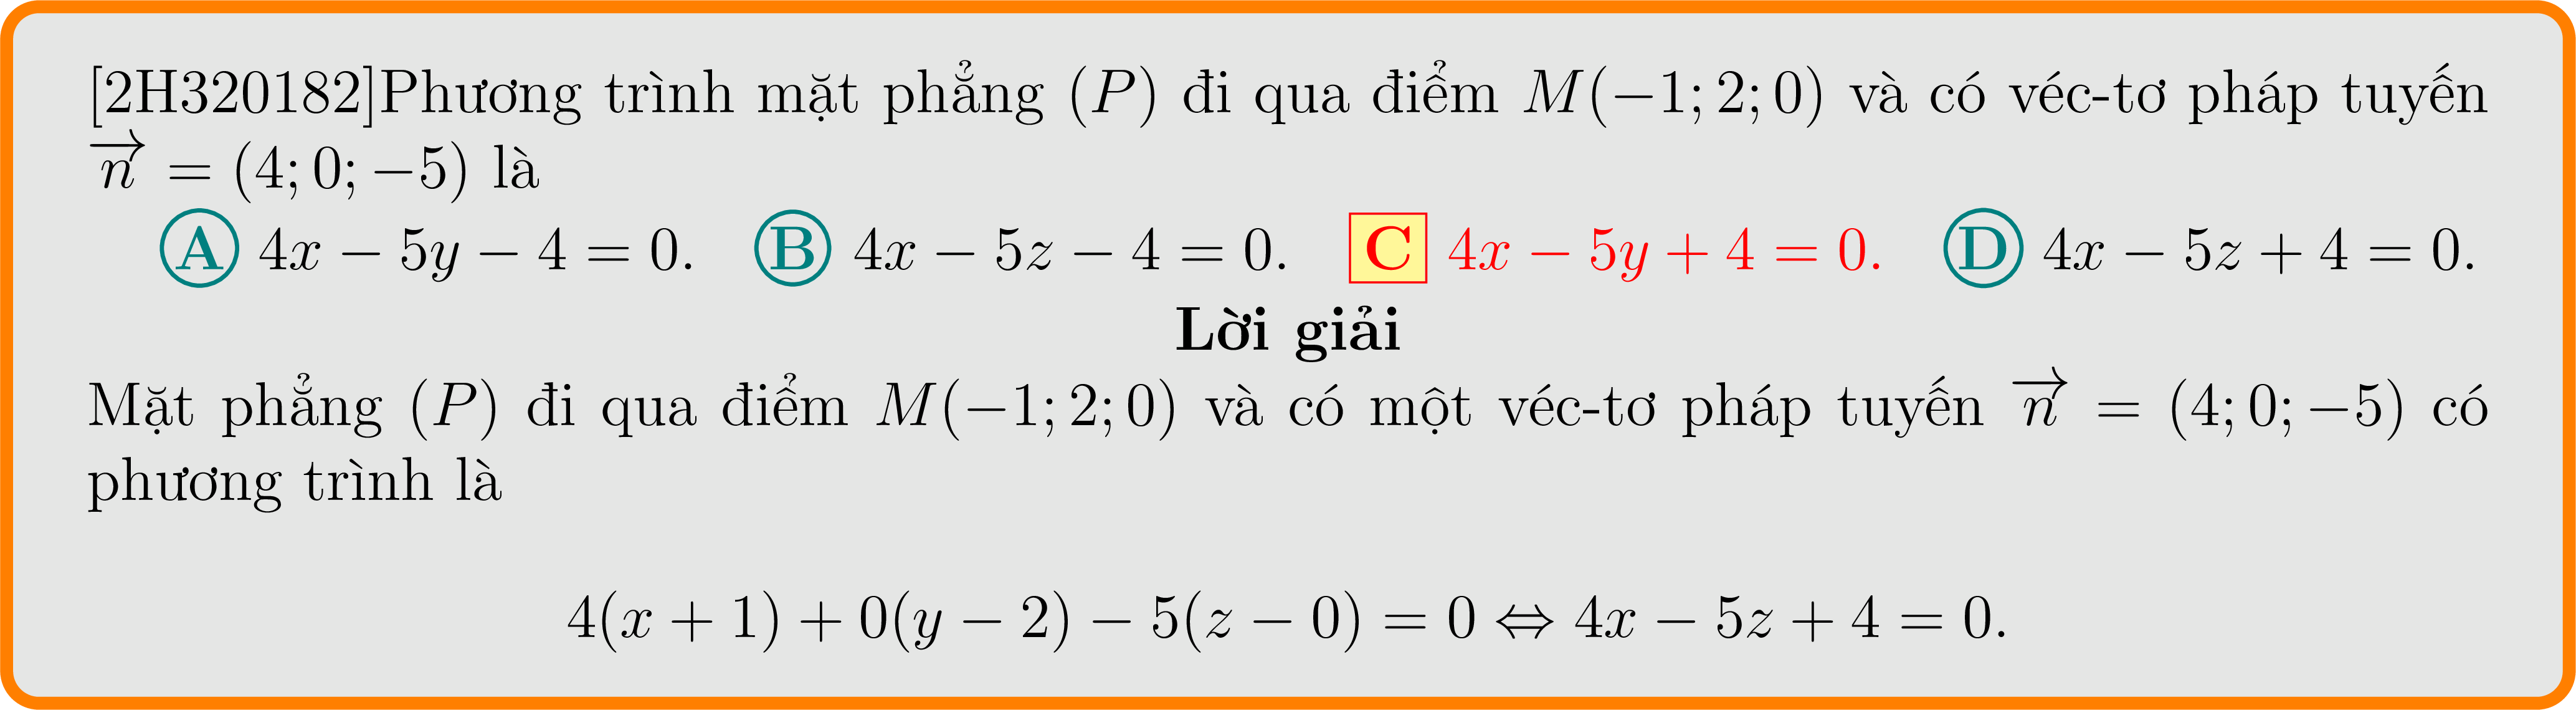 [2H320182]Phương trình mặt phẳng (P) đi qua điểm M(−1; 2; 0) và có véc-tơ pháp tuyến
n⃗ = (4; 0; −5) là
A 4x − 5y − 4 = 0. B 4x − 5z − 4 = 0. C 4x − 5y + 4 = 0. D 4x − 5z + 4 = 0.
Lời giải
Mặt phẳng (P) đi qua điểm M(−1; 2; 0) và có một véc-tơ pháp tuyến n⃗ = (4; 0; −5) có
phương trình là
4(x + 1) + 0(y − 2) − 5(z − 0) = 0 ⇔ 4x − 5z + 4 = 0.